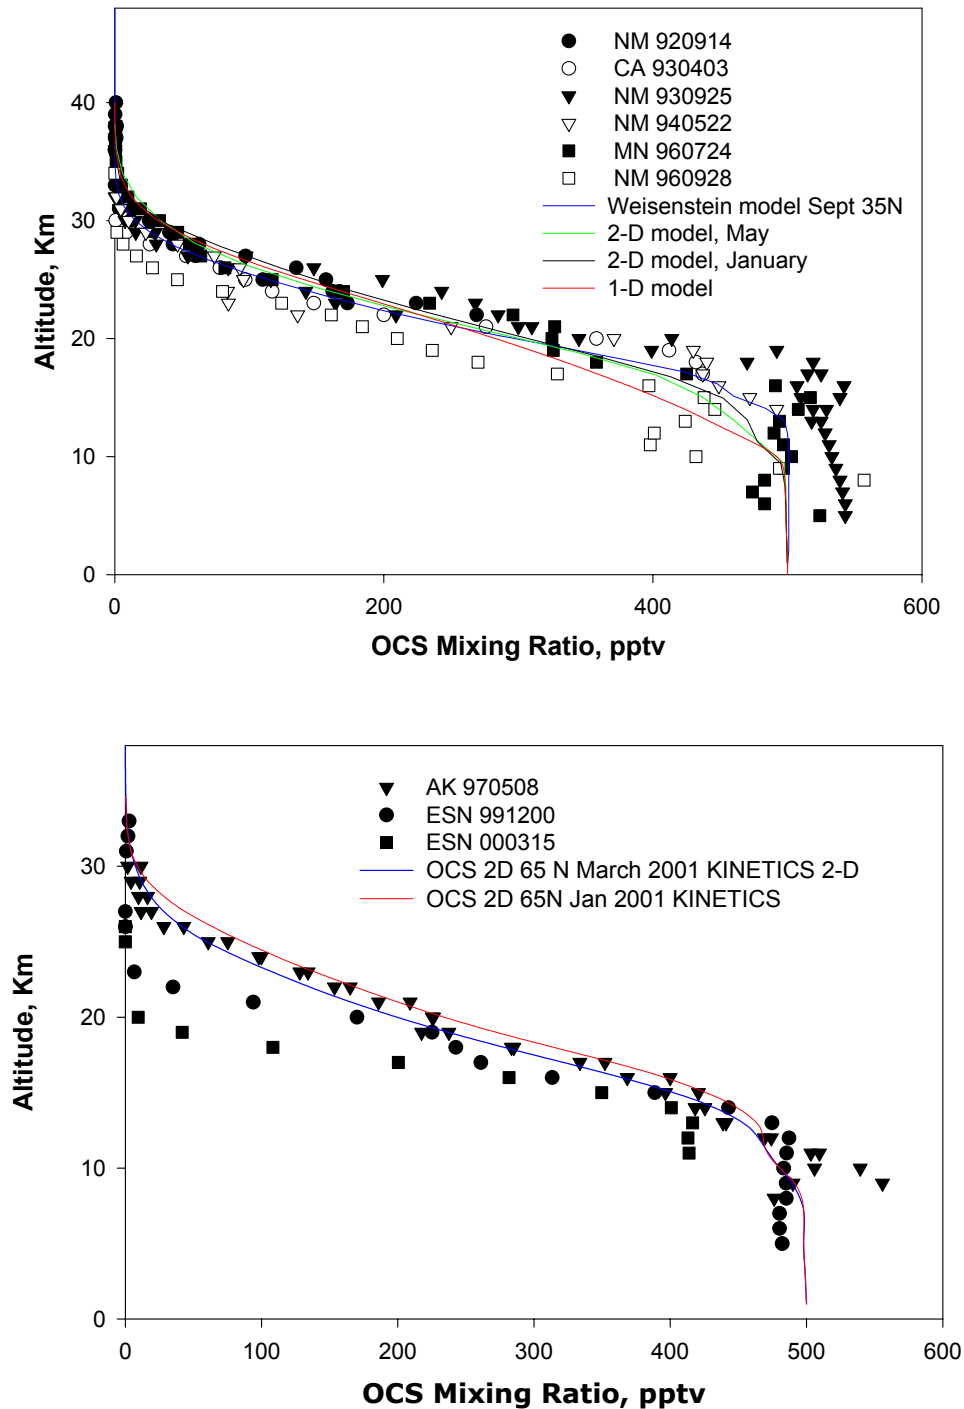 NM 920914
CA 930403
NM 930925
NM 940522
MN 960724
NM 960928
Weisenstein model Sept 35N
2-D model, May
2-D model, January
1-D model
40
30
20
10
0
Altitude, Km
0 200 400 600
OCS Mixing Ratio, pptv
AK 970508
ESN 991200
ESN 000315
OCS 2D 65 N March 2001 KINETICS 2-D
OCS 2D 65N Jan 2001 KINETICS
30
20
10
0
Altitude, Km
0 100 200 300 400 500 600
OCS Mixing Ratio, pptv